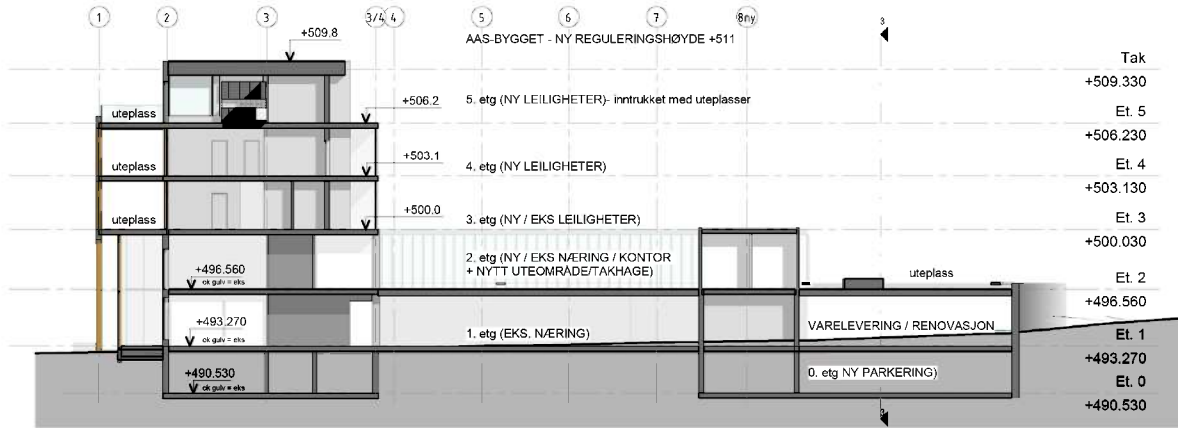 1 2 3 3/4 4 5 6 7 8ny 3
+509.8
AAS-BYGGET - NY REGULERINGSHØYDE +511
Tak
+509.330
uteplass
+506.2
5. etg (NY LEILIGHETER)- inntrukket med uteplasser
Et. 5
+506.230
uteplass
+503.1
4. etg (NY LEILIGHETER)
Et. 4
+503.130
uteplass
+500.0
3. etg (NY / EKS LEILIGHETER)
Et. 3
+500.030
+496.560
ok gulv = eks
2. etg (NY / EKS NÆRING / KONTOR
+ NYTT UTEOMRÅDE/TAKHAGE)
uteplass
Et. 2
+496.560
+493.270
ok gulv = eks
1. etg (EKS. NÆRING)
VARELEVERING / RENOVASJON
Et. 1
+493.270
+490.530
ok gulv = eks
0. etg NY PARKERING)
Et. 0
+490.530
3